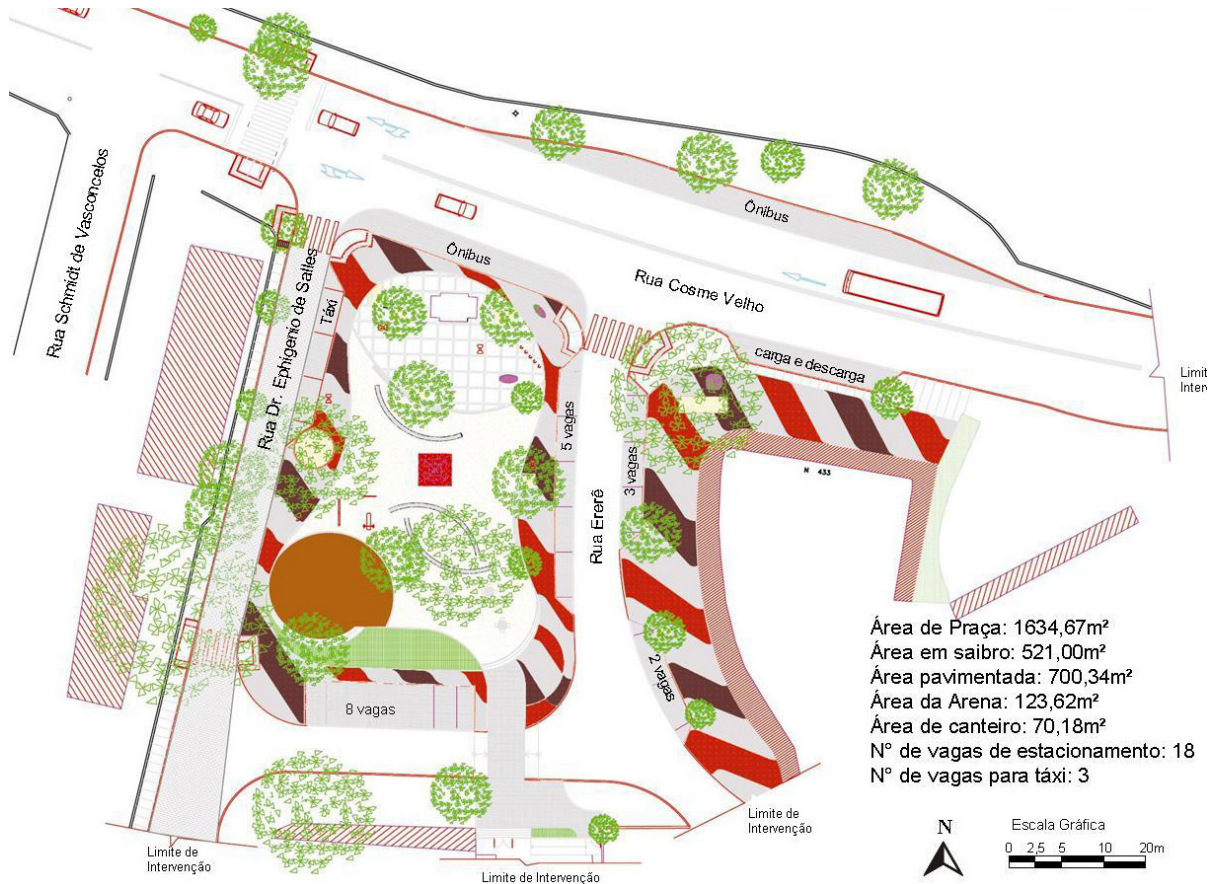 Rua Schmidt de Vasconcelos
Rua Dr. Ephigenio de Salles
Táxi
Ônibus
Ônibus
Rua Cosme Velho
carga e descarga
Limit
Interv
5 vagas
3 vagas
Rua Ererê
N 433
2 vagas
8 vagas
Área de Praça: 1634,67m²
Área em saibro: 521,00m²
Área pavimentada: 700,34m²
Área da Arena: 123,62m²
Área de canteiro: 70,18m²
N° de vagas de estacionamento: 18
N° de vagas para táxi: 3
Limite de
Intervenção
Limite de
Intervenção
Limite de Intervenção
N
Escala Gráfica
0 2,5 5 10 20m